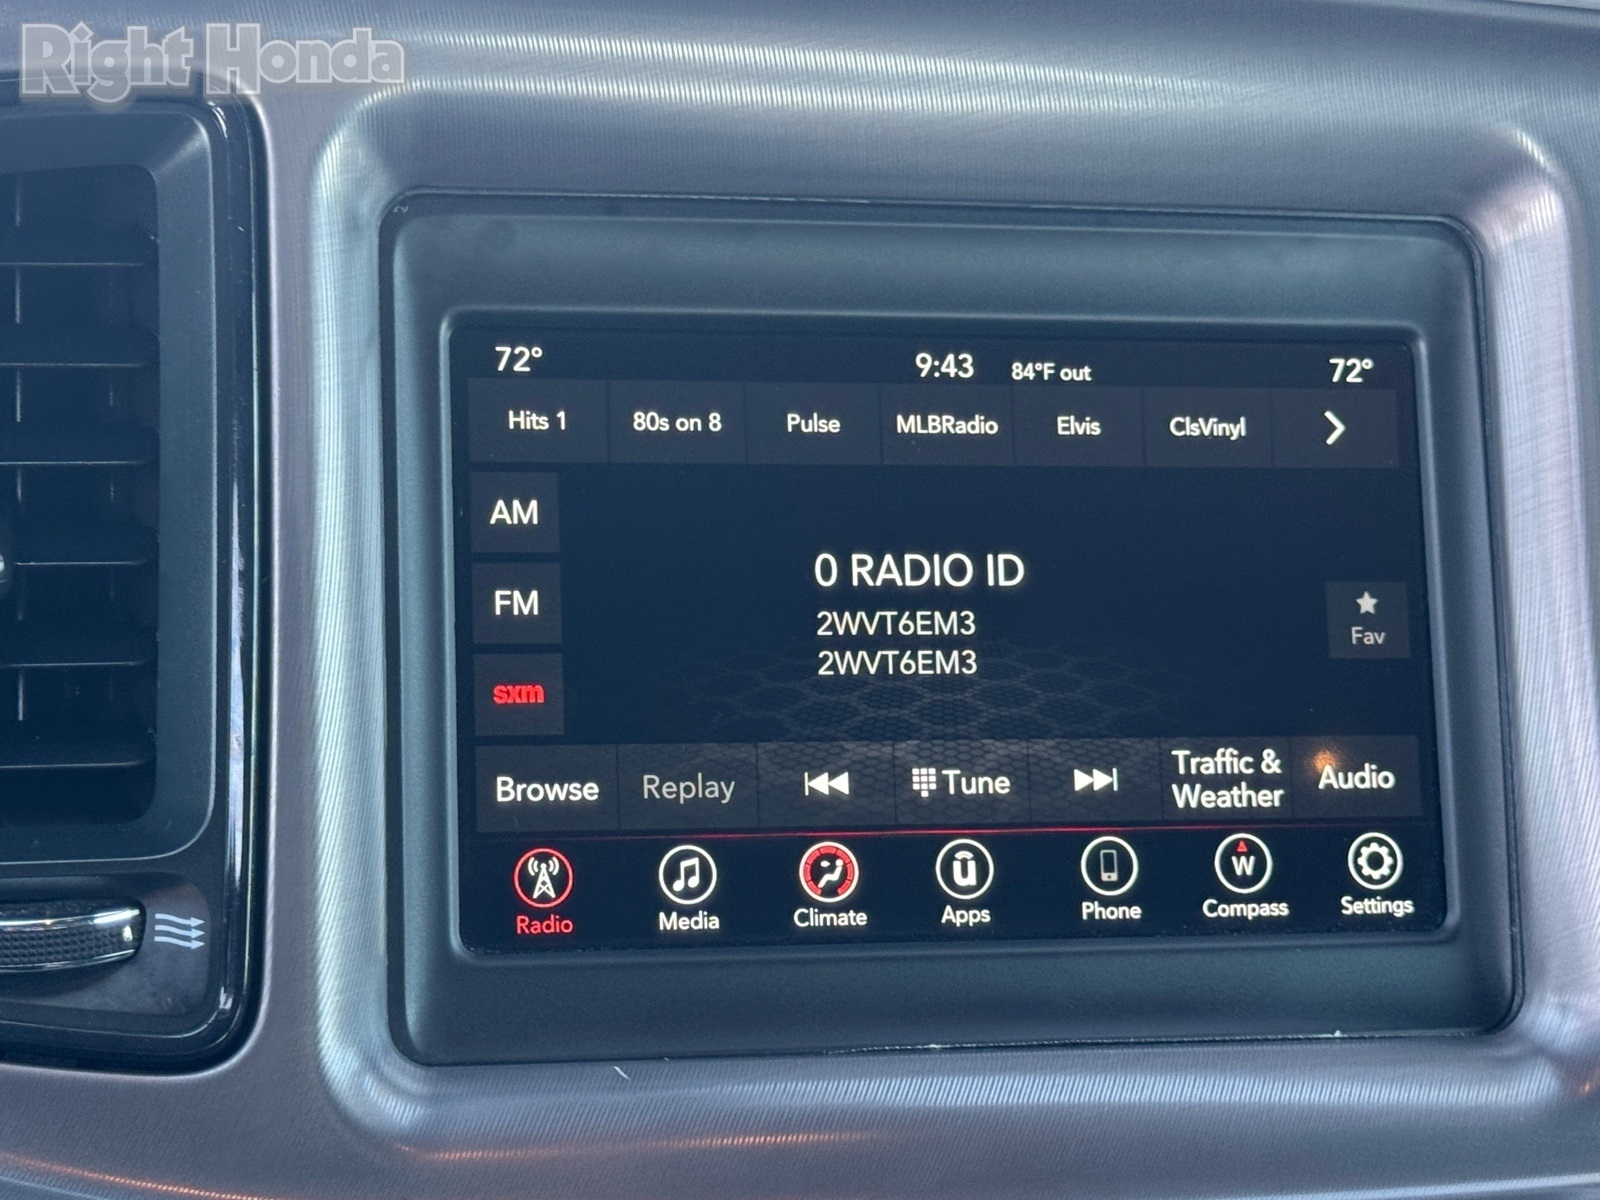 Right Honda
72° 9:43 84°F out 72°
Hits 1 80s on 8 Pulse MLBRadio Elvis ClsVinyl
AM
0 RADIO ID
FM
2WVT6EM3
Fav
2WVT6EM3
sxm
Browse Replay Tune Traffic & Weather Audio
W
Radio Media Climate Apps Phone Compass Settings